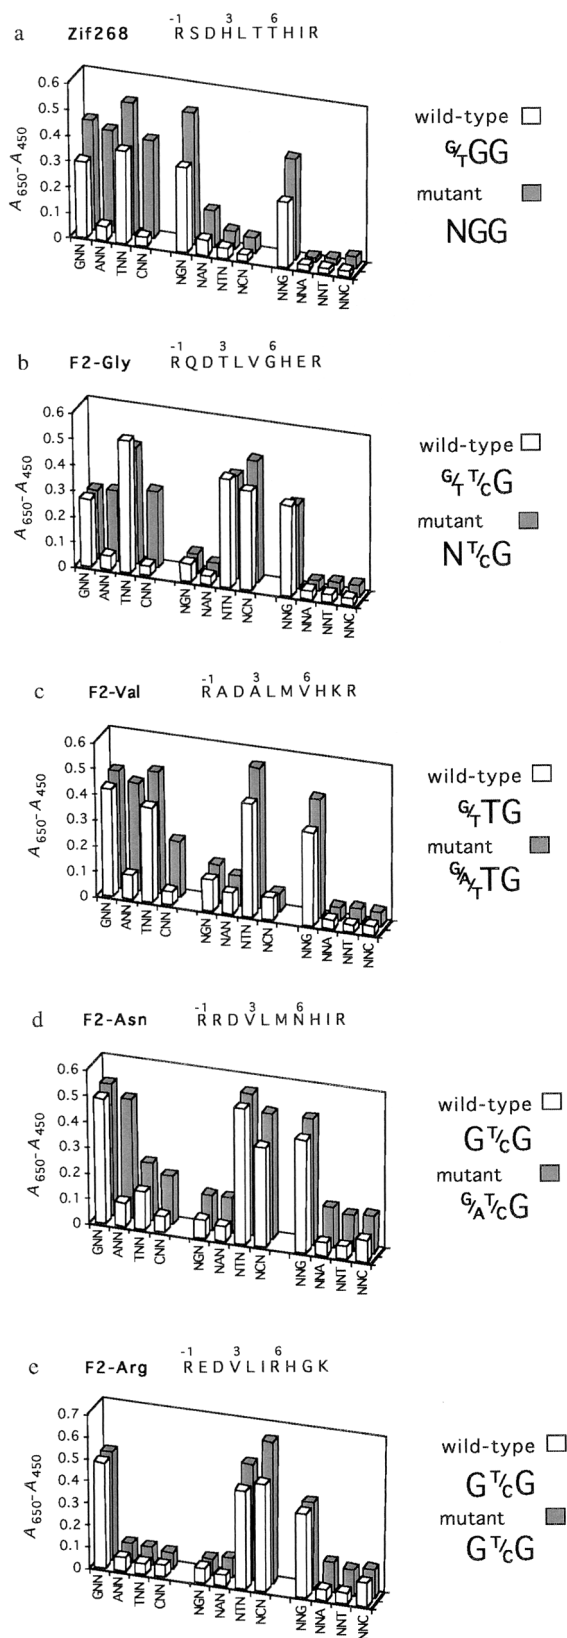 a Zif268 R S D H L T T H I R
-1 3 6
A650-A450
0.6
0.5
0.4
0.3
0.2
0.1
0
GNN ANN TNN CNN NGN NAN NTN NCN NNG NNA NNT NNC
wild-type
G/TGG
mutant
NGG
b F2-Gly R Q D T L V G H E R
-1 3 6
A650-A450
0.6
0.5
0.4
0.3
0.2
0.1
0
GNN ANN TNN CNN NGN NAN NTN NCN NNG NNA NNT NNC
wild-type
G/T T/CG
mutant
N T/CG
c F2-Val R A D A L M V H K R
-1 3 6
A650-A450
0.6
0.5
0.4
0.3
0.2
0.1
0
GNN ANN TNN CNN NGN NAN NTN NCN NNG NNA NNT NNC
wild-type
G/TTG
mutant
G/A/TTG
d F2-Asn R R D V L M N H I R
-1 3 6
A650-A450
0.6
0.5
0.4
0.3
0.2
0.1
0
GNN ANN TNN CNN NGN NAN NTN NCN NNG NNA NNT NNC
wild-type
G T/CG
mutant
G/A T/CG
e F2-Arg R E D V L I R H G K
-1 3 6
A650-A450
0.7
0.6
0.5
0.4
0.3
0.2
0.1
0
GNN ANN TNN CNN NGN NAN NTN NCN NNG NNA NNT NNC
wild-type
G T/CG
mutant
G T/CG